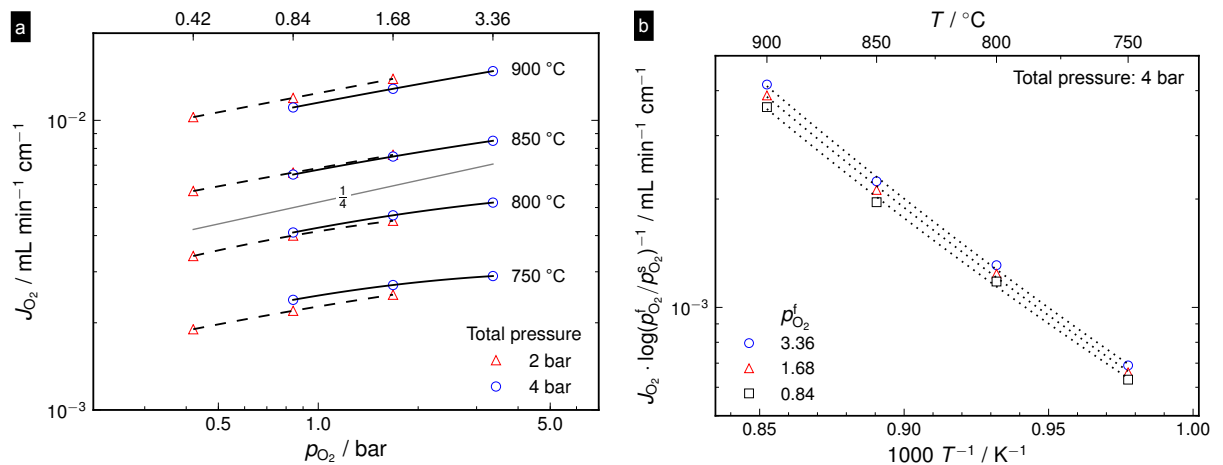 a
0.42 0.84 1.68 3.36
900 °C
850 °C
1/4
800 °C
750 °C
Total pressure
2 bar
4 bar
10⁻²
10⁻³
J_O₂ / mL min⁻¹ cm⁻¹
0.5 1.0 5.0
p_O₂ / bar
b
T / °C
900 850 800 750
Total pressure: 4 bar
10⁻³
J_O₂ · log(p^f_O₂/p^s_O₂)⁻¹ / mL min⁻¹ cm⁻¹
p^f_O₂
3.36
1.68
0.84
0.85 0.90 0.95 1.00
1000 T⁻¹ / K⁻¹